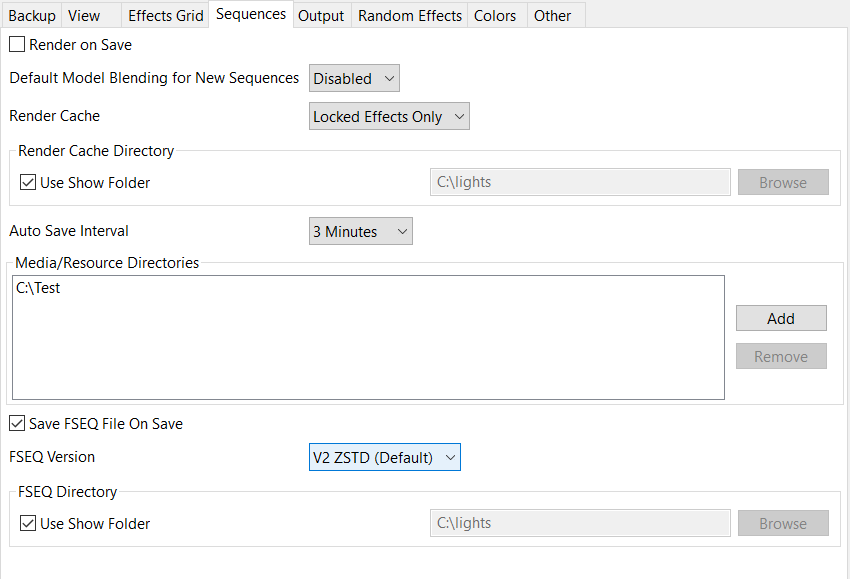 Backup View Effects Grid Sequences Output Random Effects Colors Other
Render on Save
Default Model Blending for New Sequences Disabled
Render Cache Locked Effects Only
Render Cache Directory
Use Show Folder C:\lights Browse
Auto Save Interval 3 Minutes
Media/Resource Directories
C:\Test
Add
Remove
Save FSEQ File On Save
FSEQ Version V2 ZSTD (Default)
FSEQ Directory
Use Show Folder C:\lights Browse